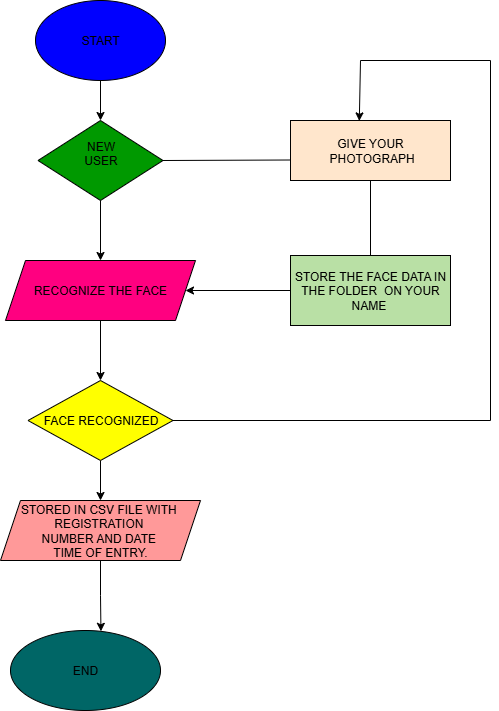 START
NEW
USER
GIVE YOUR
PHOTOGRAPH
RECOGNIZE THE FACE
STORE THE FACE DATA IN
THE FOLDER  ON YOUR
NAME
FACE RECOGNIZED
STORED IN CSV FILE WITH
REGISTRATION
NUMBER AND DATE
TIME OF ENTRY.
END